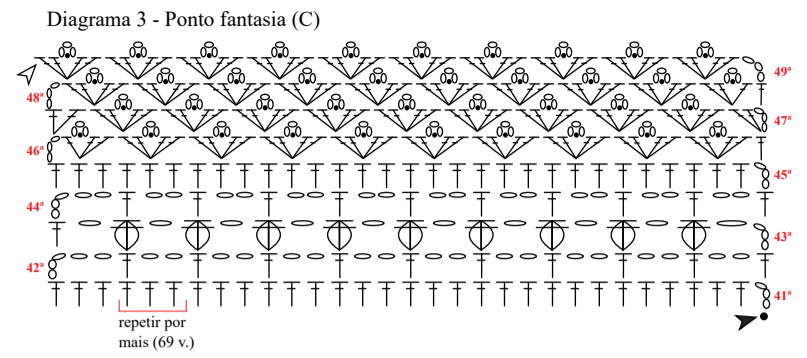 Diagrama 3 - Ponto fantasia (C)
49ª
48ª
47ª
46ª
45ª
44ª
43ª
42ª
41ª
repetir por
mais (69 v.)